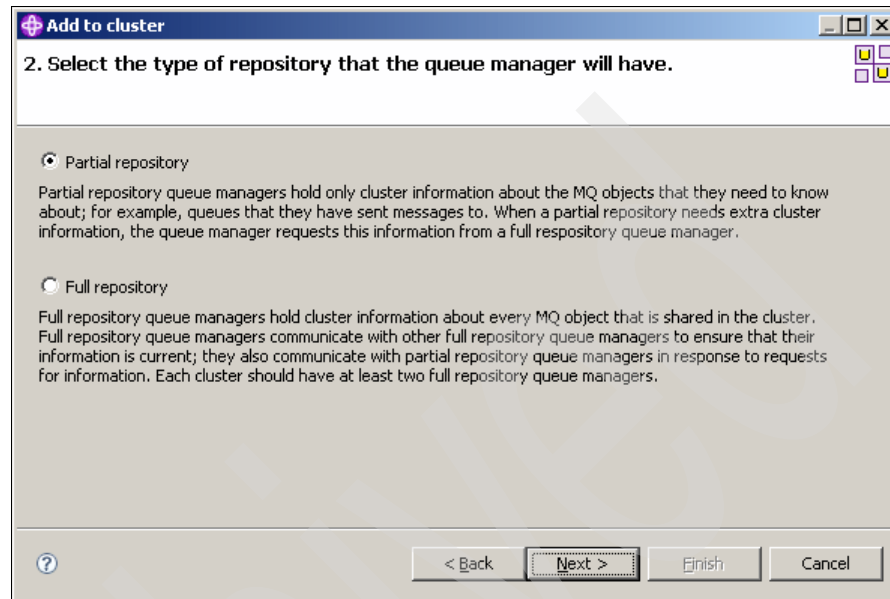 Add to cluster
2. Select the type of repository that the queue manager will have.
Partial repository
Partial repository queue managers hold only cluster information about the MQ objects that they need to know
about; for example, queues that they have sent messages to. When a partial repository needs extra cluster
information, the queue manager requests this information from a full respository queue manager.
Full repository
Full repository queue managers hold cluster information about every MQ object that is shared in the cluster.
Full repository queue managers communicate with other full repository queue managers to ensure that their
information is current; they also communicate with partial repository queue managers in response to requests
for information. Each cluster should have at least two full repository queue managers.
< Back Next > Finish Cancel